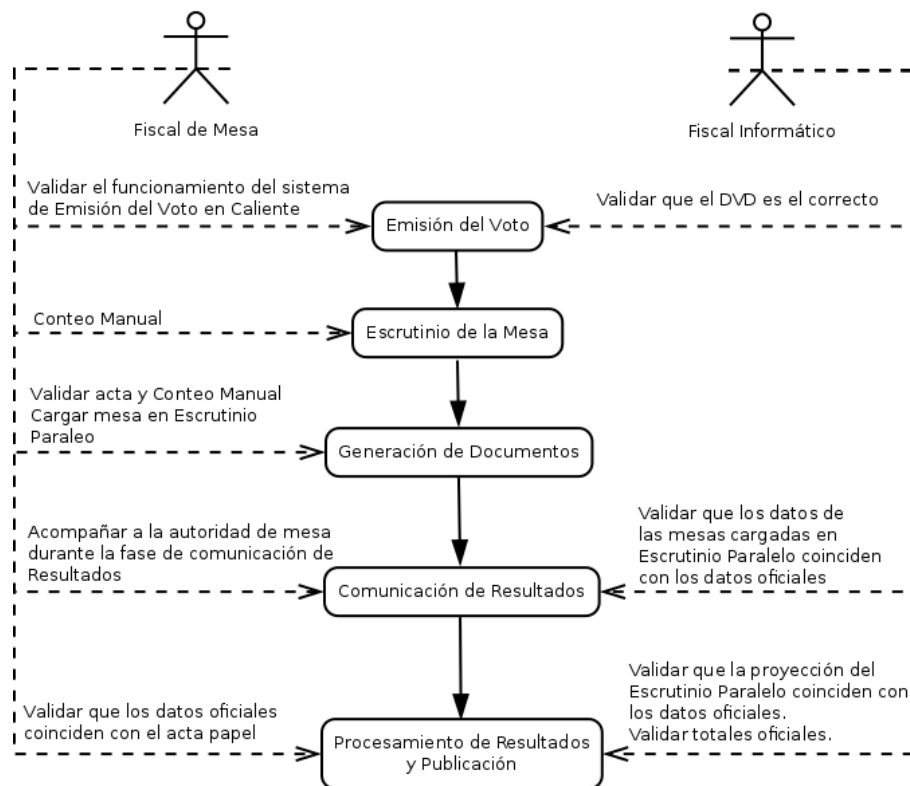 Fiscal de Mesa
Fiscal Informático
Validar el funcionamiento del sistema
de Emisión del Voto en Caliente
Validar que el DVD es el correcto
Emisión del Voto
Conteo Manual
Escrutinio de la Mesa
Validar acta y Conteo Manual
Cargar mesa en Escrutinio
Paraleo
Generación de Documentos
Acompañar a la autoridad de mesa
durante la fase de comunicación de
Resultados
Validar que los datos de
las mesas cargadas en
Escrutinio Paralelo coinciden
con los datos oficiales
Comunicación de Resultados
Validar que los datos oficiales
coinciden con el acta papel
Validar que la proyección del
Escrutinio Paralelo coinciden con
los datos oficiales.
Validar totales oficiales.
Procesamiento de Resultados
y Publicación